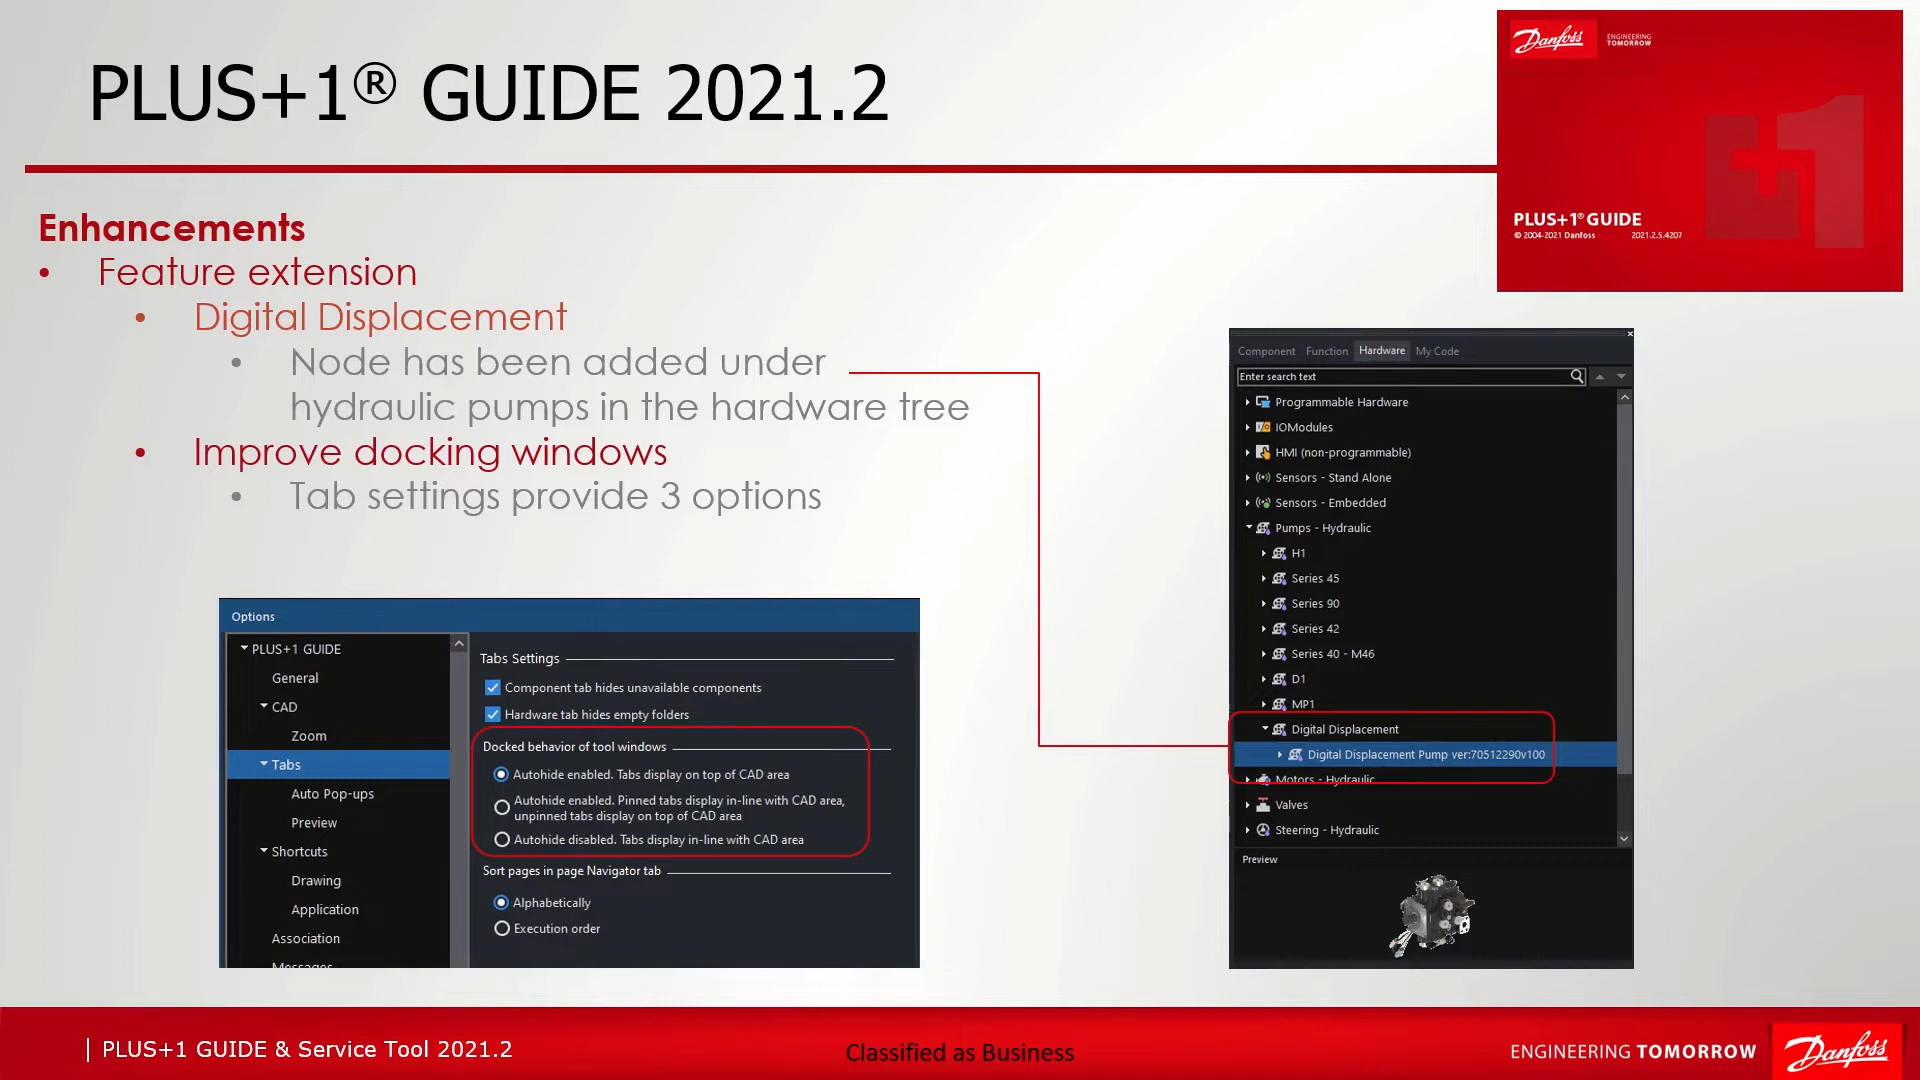 PLUS+1® GUIDE 2021.2
Danfoss
ENGINEERING
TOMORROW
+1
PLUS+1® GUIDE
© 2004-2021 Danfoss 2021.2.5.4207
Enhancements
• Feature extension
• Digital Displacement
• Node has been added under
hydraulic pumps in the hardware tree
• Improve docking windows
• Tab settings provide 3 options
Options
PLUS+1 GUIDE
General
CAD
Zoom
Tabs
Auto Pop-ups
Preview
Shortcuts
Drawing
Application
Association
Messages
Tabs Settings
Component tab hides unavailable components
Hardware tab hides empty folders
Docked behavior of tool windows
Autohide enabled. Tabs display on top of CAD area
Autohide enabled. Pinned tabs display in-line with CAD area,
unpinned tabs display on top of CAD area
Autohide disabled. Tabs display in-line with CAD area
Sort pages in page Navigator tab
Alphabetically
Execution order
Component Function Hardware My Code
Enter search text
Programmable Hardware
IOModules
HMI (non-programmable)
Sensors - Stand Alone
Sensors - Embedded
Pumps - Hydraulic
H1
Series 45
Series 90
Series 42
Series 40 - M46
D1
MP1
Digital Displacement
Digital Displacement Pump ver:70512290v100
Motors - Hydraulic
Valves
Steering - Hydraulic
Preview
| PLUS+1 GUIDE & Service Tool 2021.2
Classified as Business
ENGINEERING TOMORROW
Danfoss